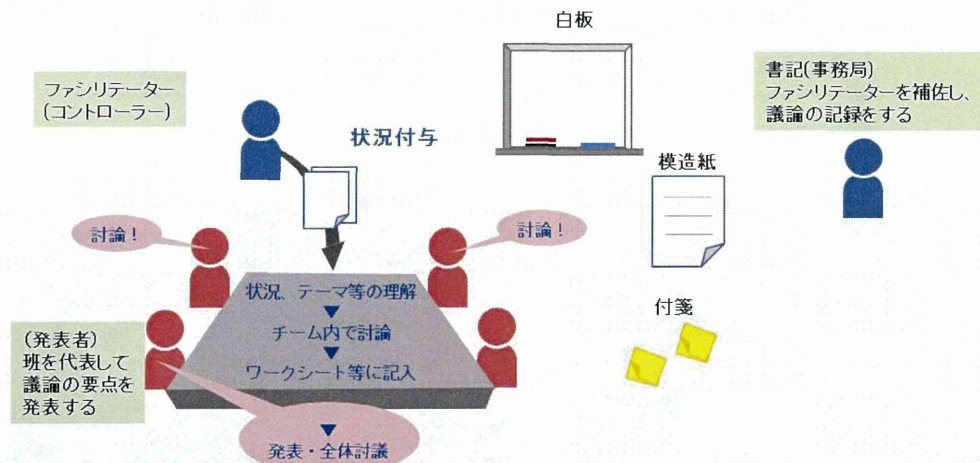 白板
ファシリテーター
(コントローラー)
状況付与
書記(事務局)
ファシリテーターを補佐し、
議論の記録をする
模造紙
討論！
討論！
状況、テーマ等の理解
チーム内で討論
ワークシート等に記入
付箋
(発表者)
班を代表して
議論の要点を
発表する
発表・全体討議